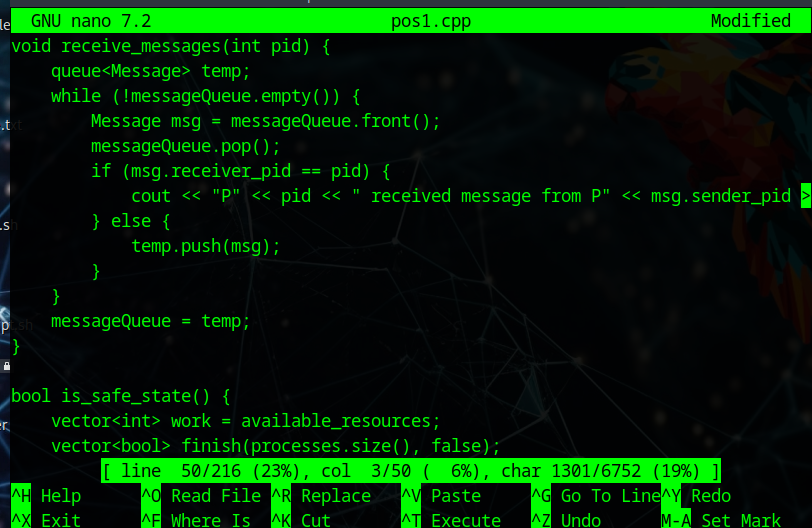 GNU nano 7.2 pos1.cpp Modified
void receive_messages(int pid) {
    queue<Message> temp;
    while (!messageQueue.empty()) {
        Message msg = messageQueue.front();
        messageQueue.pop();
        if (msg.receiver_pid == pid) {
            cout << "P" << pid << " received message from P" << msg.sender_pid >
        } else {
            temp.push(msg);
        }
    }
    messageQueue = temp;
}

bool is_safe_state() {
    vector<int> work = available_resources;
    vector<bool> finish(processes.size(), false);
[ line  50/216 (23%), col  3/50 (  6%), char 1301/6752 (19%) ]
^H Help ^O Read File ^R Replace ^V Paste ^G Go To Line ^Y Redo
^X Exit ^F Where Is ^K Cut ^T Execute ^Z Undo M-A Set Mark